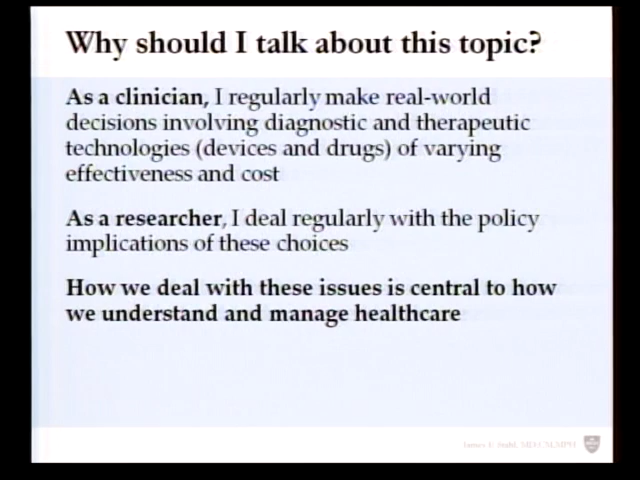 Why should I talk about this topic?
As a clinician, I regularly make real-world
decisions involving diagnostic and therapeutic
technologies (devices and drugs) of varying
effectiveness and cost
As a researcher, I deal regularly with the policy
implications of these choices
How we deal with these issues is central to how
we understand and manage healthcare